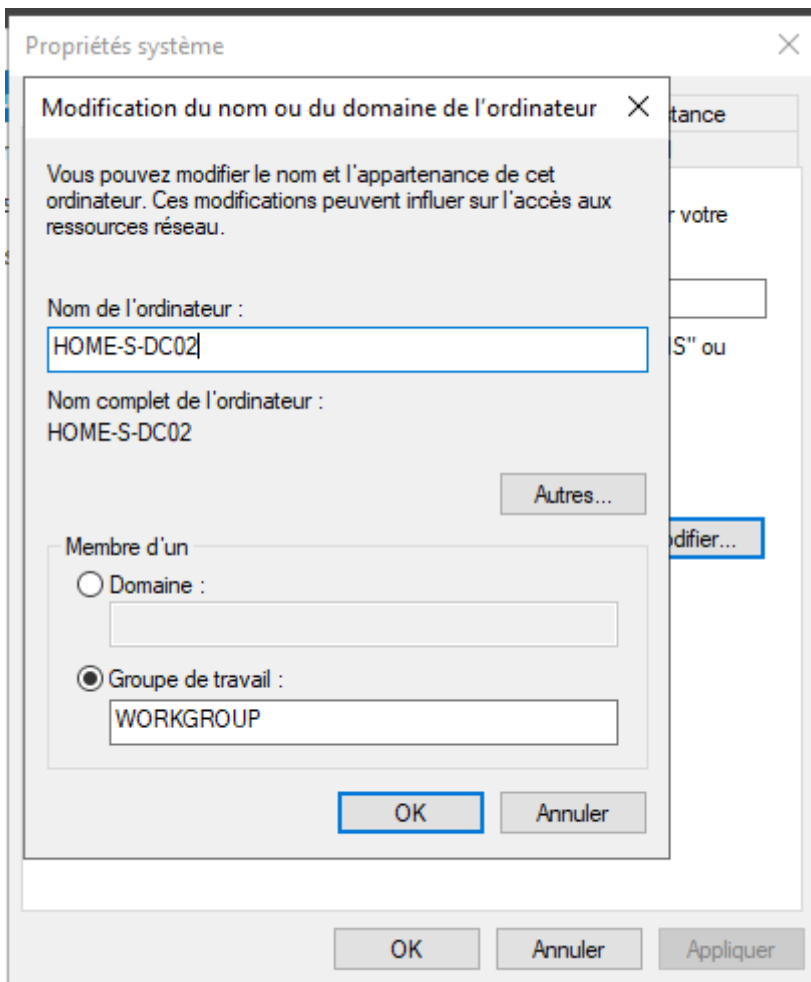 Propriétés système
Modification du nom ou du domaine de l'ordinateur
tance
Vous pouvez modifier le nom et l'appartenance de cet
ordinateur. Ces modifications peuvent influer sur l'accès aux
ressources réseau.
r votre
Nom de l'ordinateur :
HOME-S-DC02
S" ou
Nom complet de l'ordinateur :
HOME-S-DC02
Autres...
difier...
Membre d'un
Domaine :
Groupe de travail :
WORKGROUP
OK
Annuler
OK
Annuler
Appliquer